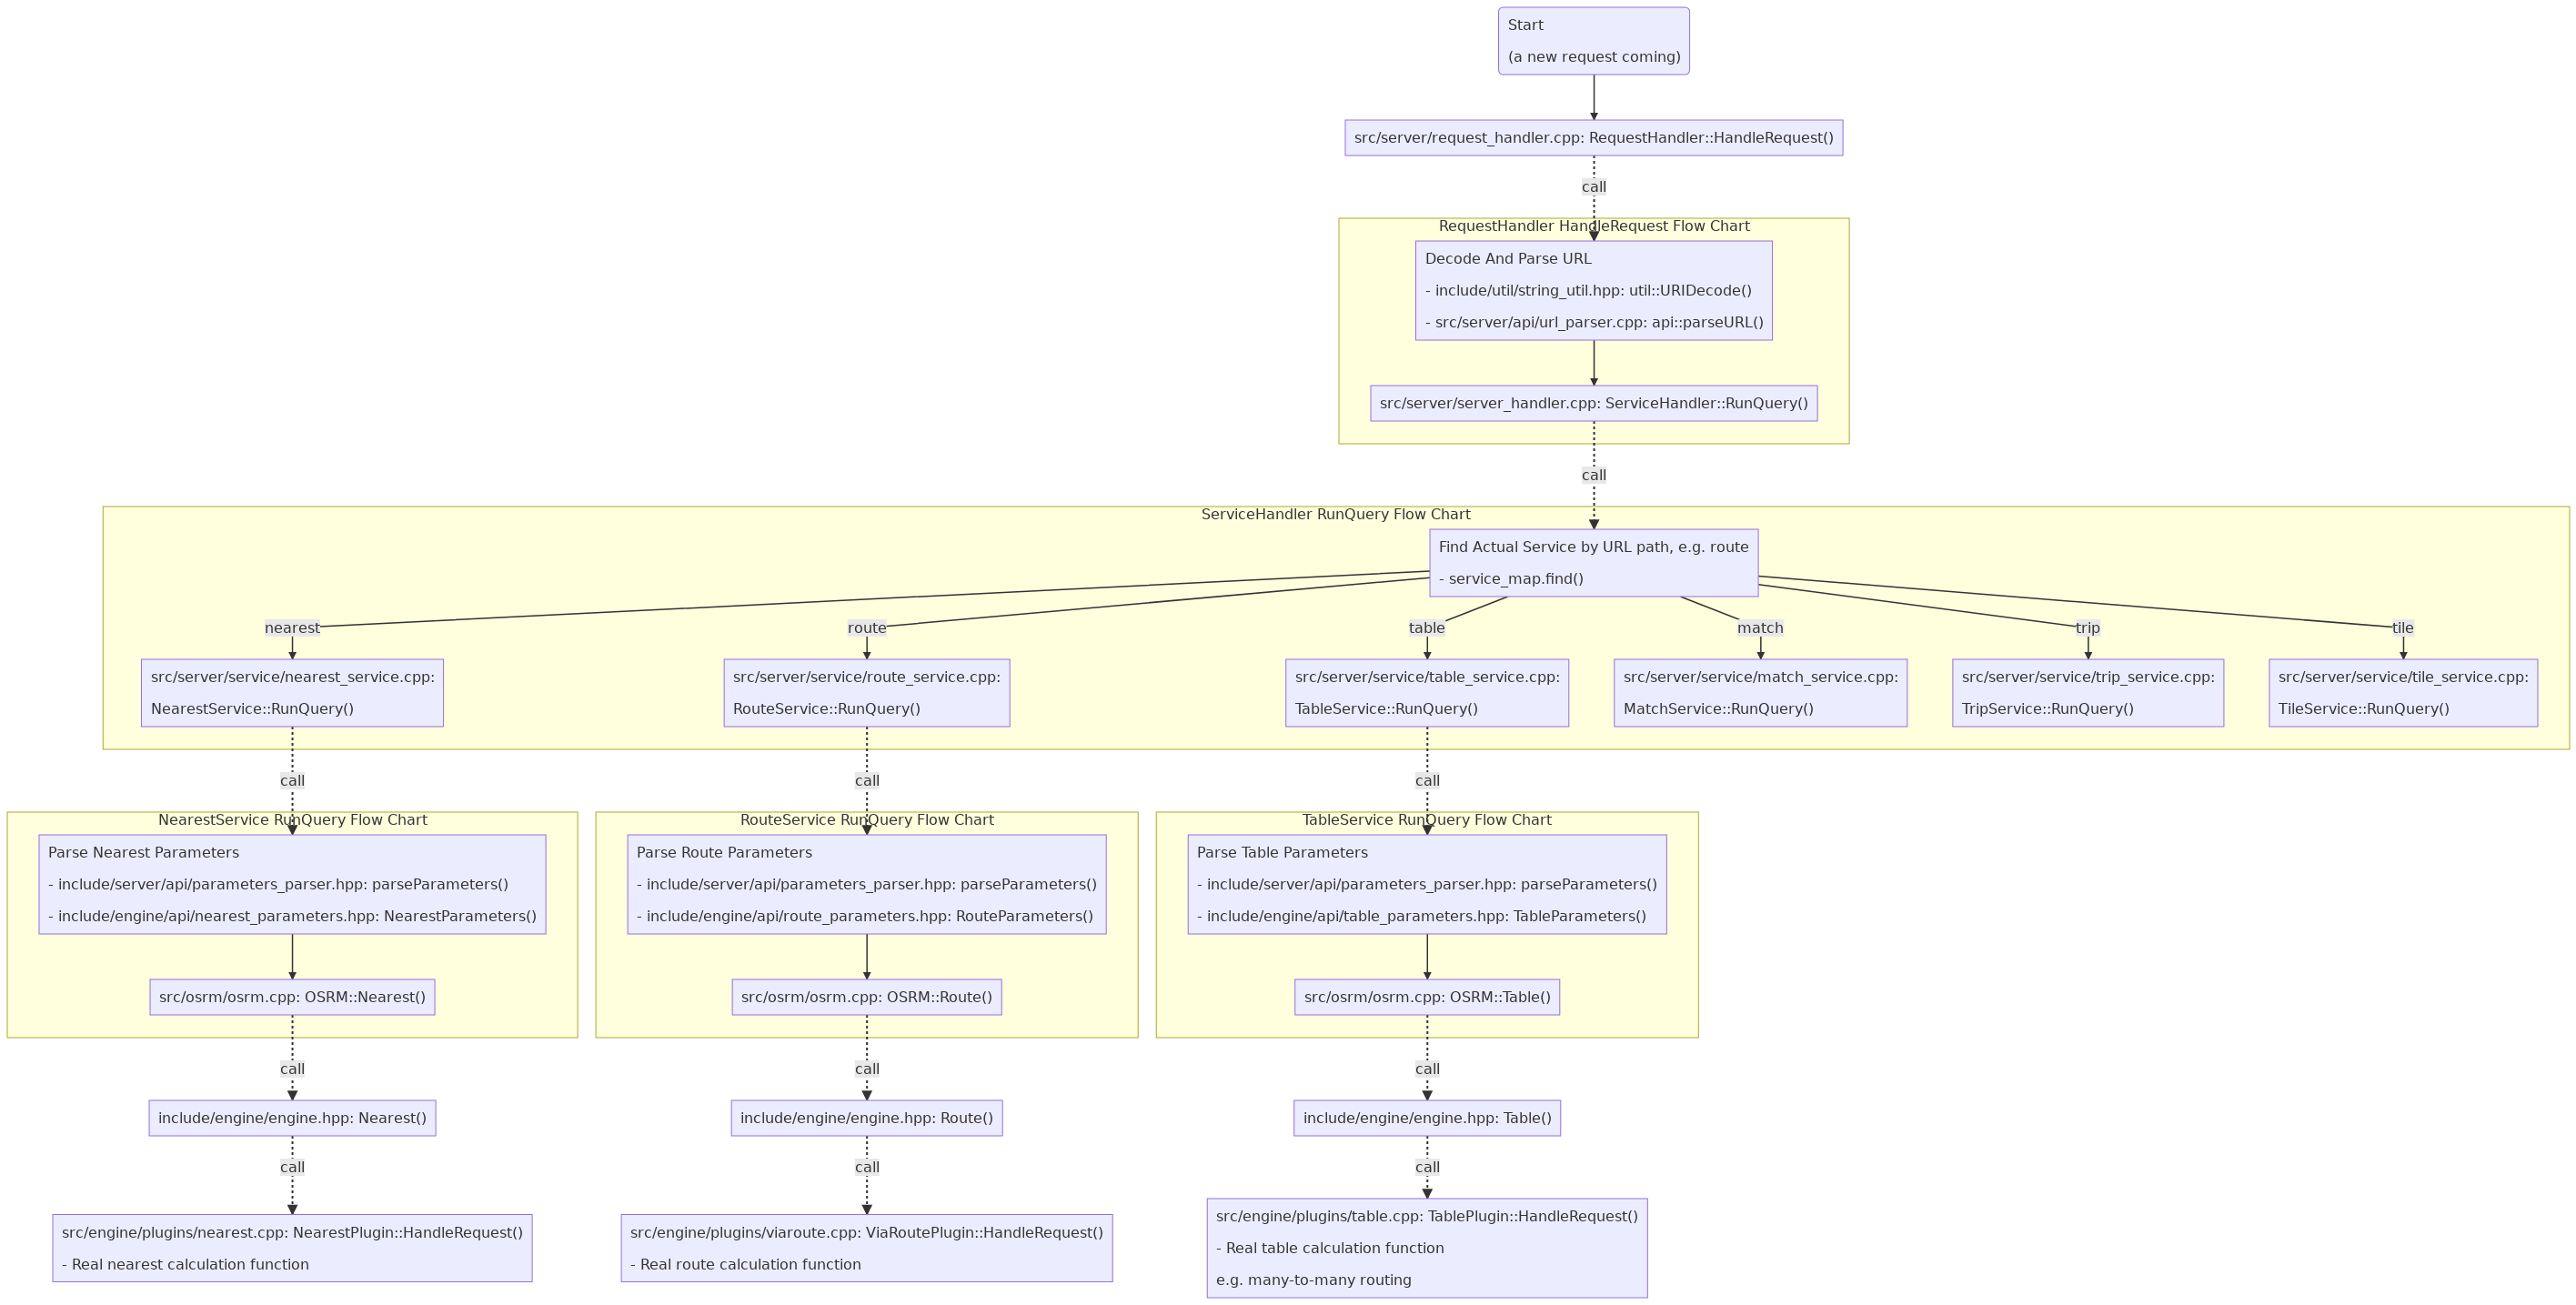 Start
(a new request coming)
src/server/request_handler.cpp: RequestHandler::HandleRequest()
call
RequestHandler HandleRequest Flow Chart
Decode And Parse URL
- include/util/string_util.hpp: util::URIDecode()
- src/server/api/url_parser.cpp: api::parseURL()
src/server/server_handler.cpp: ServiceHandler::RunQuery()
call
ServiceHandler RunQuery Flow Chart
Find Actual Service by URL path, e.g. route
- service_map.find()
nearest
route
table
match
trip
tile
src/server/service/nearest_service.cpp:
NearestService::RunQuery()
src/server/service/route_service.cpp:
RouteService::RunQuery()
src/server/service/table_service.cpp:
TableService::RunQuery()
src/server/service/match_service.cpp:
MatchService::RunQuery()
src/server/service/trip_service.cpp:
TripService::RunQuery()
src/server/service/tile_service.cpp:
TileService::RunQuery()
call
call
call
NearestService RunQuery Flow Chart
Parse Nearest Parameters
- include/server/api/parameters_parser.hpp: parseParameters()
- include/engine/api/nearest_parameters.hpp: NearestParameters()
src/osrm/osrm.cpp: OSRM::Nearest()
RouteService RunQuery Flow Chart
Parse Route Parameters
- include/server/api/parameters_parser.hpp: parseParameters()
- include/engine/api/route_parameters.hpp: RouteParameters()
src/osrm/osrm.cpp: OSRM::Route()
TableService RunQuery Flow Chart
Parse Table Parameters
- include/server/api/parameters_parser.hpp: parseParameters()
- include/engine/api/table_parameters.hpp: TableParameters()
src/osrm/osrm.cpp: OSRM::Table()
call
call
call
include/engine/engine.hpp: Nearest()
include/engine/engine.hpp: Route()
include/engine/engine.hpp: Table()
call
call
call
src/engine/plugins/nearest.cpp: NearestPlugin::HandleRequest()
- Real nearest calculation function
src/engine/plugins/viaroute.cpp: ViaRoutePlugin::HandleRequest()
- Real route calculation function
src/engine/plugins/table.cpp: TablePlugin::HandleRequest()
- Real table calculation function
e.g. many-to-many routing